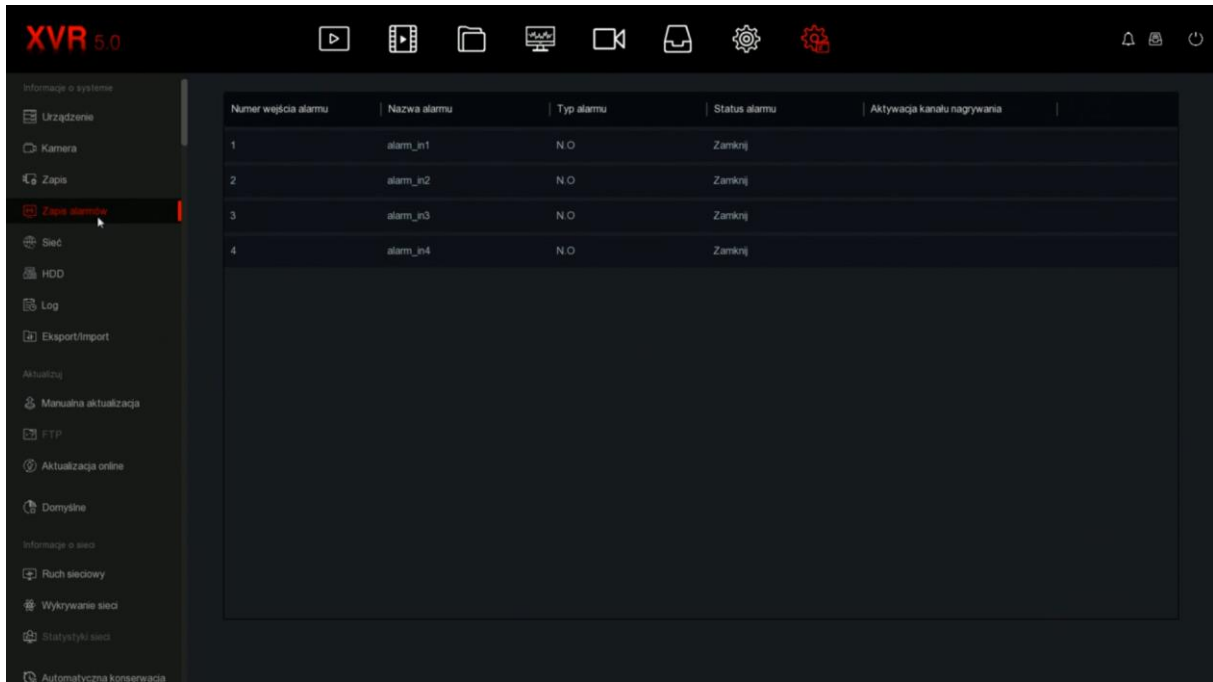 XVR 5.0
Informacje o systemie
Urządzenie
Kamera
Zapis
Zapis alarmów
Sieć
HDD
Log
Eksport/Import
Aktualizuj
Manualna aktualizacja
FTP
Aktualizacja online
Domyślne
Informacje o sieci
Ruch sieciowy
Wykrywanie sieci
Statystyki sieci
Automatyczna konserwacja
Numer wejścia alarmu Nazwa alarmu Typ alarmu Status alarmu Aktywacja kanału nagrywania
1 alarm_in1 N.O Zamknij
2 alarm_in2 N.O Zamknij
3 alarm_in3 N.O Zamknij
4 alarm_in4 N.O Zamknij